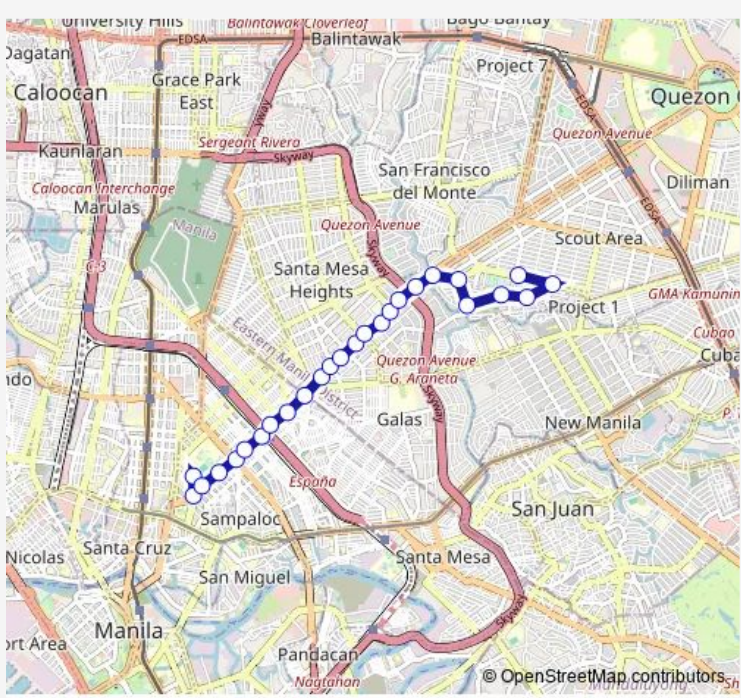 University Hills
Balintawak Cloverleaf
Bago Bantay
EDSA
Balintawak
Dagatan
Project 7
Grace Park
East
Caloocan
EDSA
Quezon
yway
Quezon Avenue
Sergeant Rivera
Kaunlaran
Skyway
San Francisco
del Monte
Diliman
Caloocan Interchange
Marulas
EDSA
Manila
Quezon Avenue
Scout Area
Skyway
C-3
Santa Mesa
Heights
GMA Kamunin
Project 1
Eastern Manila District
Cubao
Quezon Avenue
G. Araneta
Cuba
ndo
Skyway
P.
Galas
New Manila
España
San Juan
Sampaloc
Nicolas
Santa Cruz
Santa Mesa
San Miguel
Skyway
ort Area
Manila
Pandacan
Nagtahan
© OpenStreetMap contributors